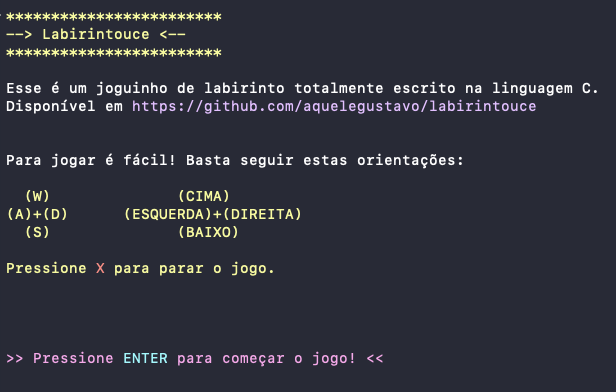 ************************
--> Labirintouce <--
************************
Esse é um joguinho de labirinto totalmente escrito na linguagem C.
Disponível em https://github.com/aquelegustavo/labirintouce
Para jogar é fácil! Basta seguir estas orientações:
(W) (CIMA)
(A)+(D) (ESQUERDA)+(DIREITA)
(S) (BAIXO)
Pressione X para parar o jogo.
>> Pressione ENTER para começar o jogo! <<